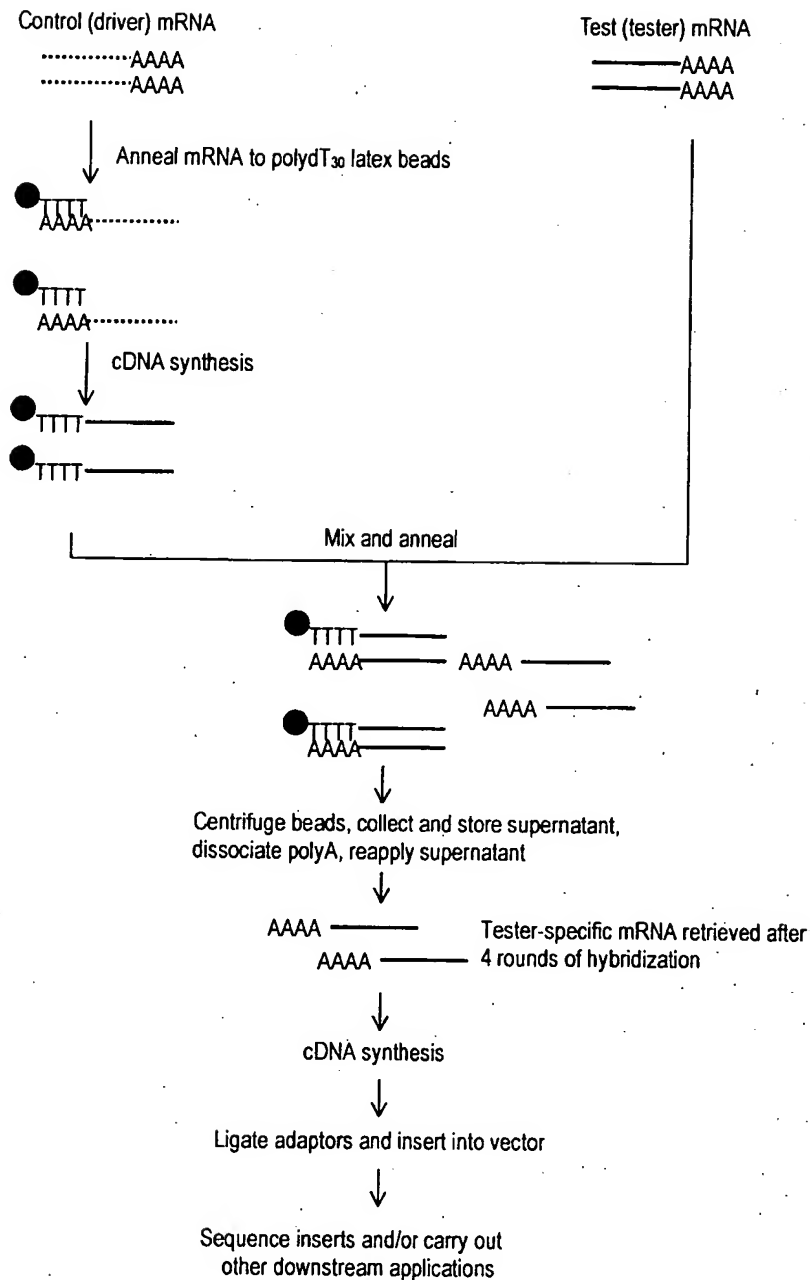 Control (driver) mRNA
Test (tester) mRNA
AAAA
AAAA
AAAA
AAAA
Anneal mRNA to polydT30 latex beads
TTTT
AAAA
TTTT
AAAA
cDNA synthesis
TTTT
TTTT
Mix and anneal
TTTT
AAAA AAAA
AAAA
TTTT
AAAA
Centrifuge beads, collect and store supernatant,
dissociate polyA, reapply supernatant
AAAA
AAAA
Tester-specific mRNA retrieved after
4 rounds of hybridization
cDNA synthesis
Ligate adaptors and insert into vector
Sequence inserts and/or carry out
other downstream applications